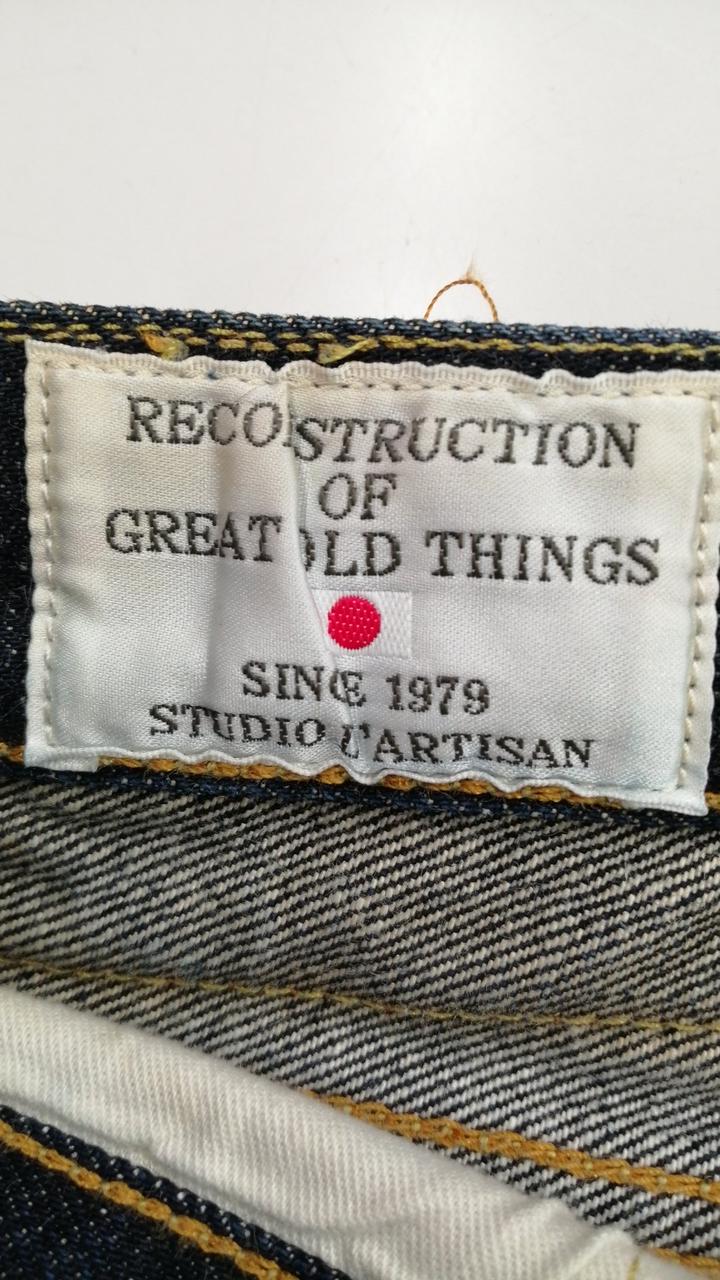 RECONSTRUCTION
OF
GREAT OLD THINGS
SINCE 1979
STUDIO D'ARTISAN